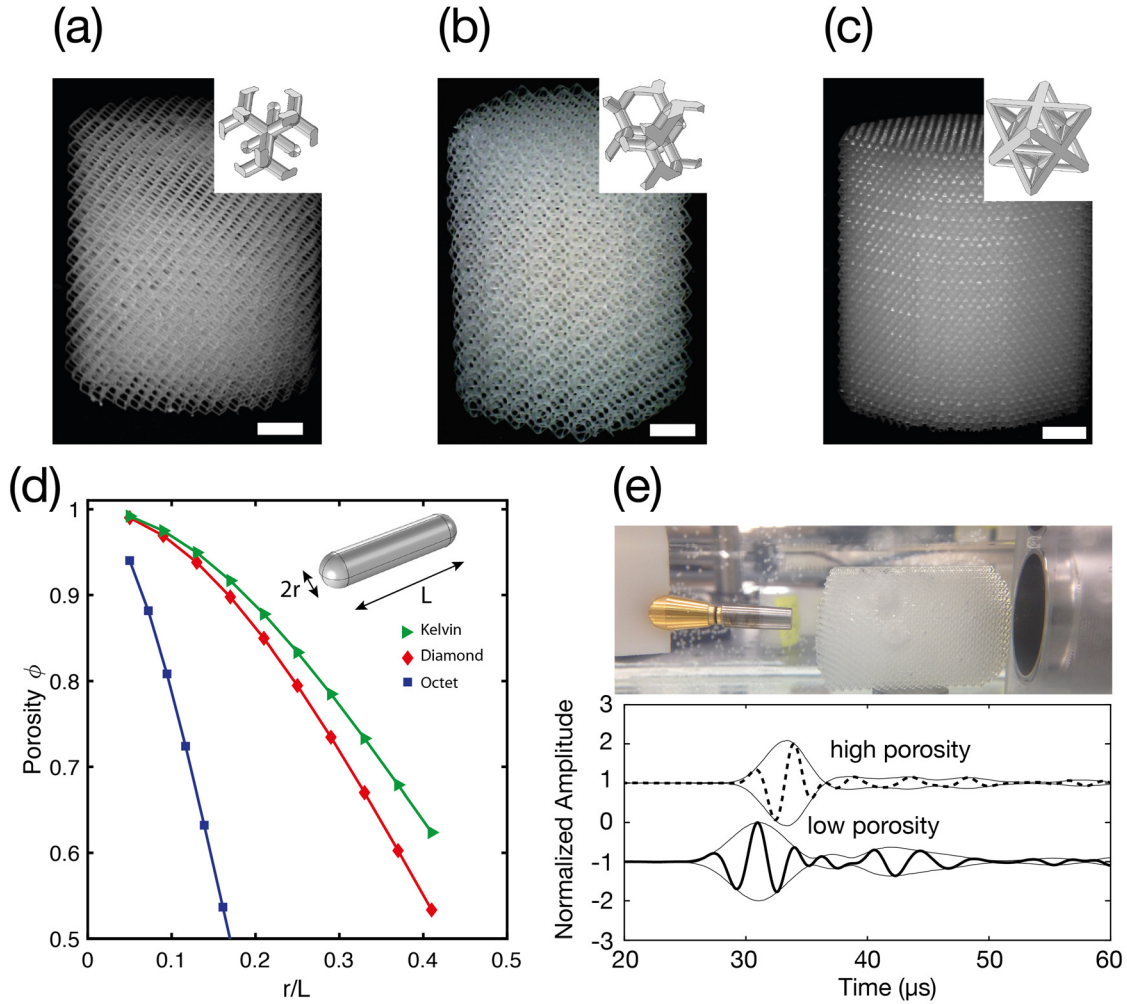 (a)
(b)
(c)
(d)
1
0.9
0.8
0.7
0.6
0.5
Porosity ϕ
0
0.1
0.2
0.3
0.4
0.5
r/L
2r
L
Kelvin
Diamond
Octet
(e)
3
2
1
0
-1
-2
-3
Normalized Amplitude
high porosity
low porosity
20
30
40
50
60
Time (μs)